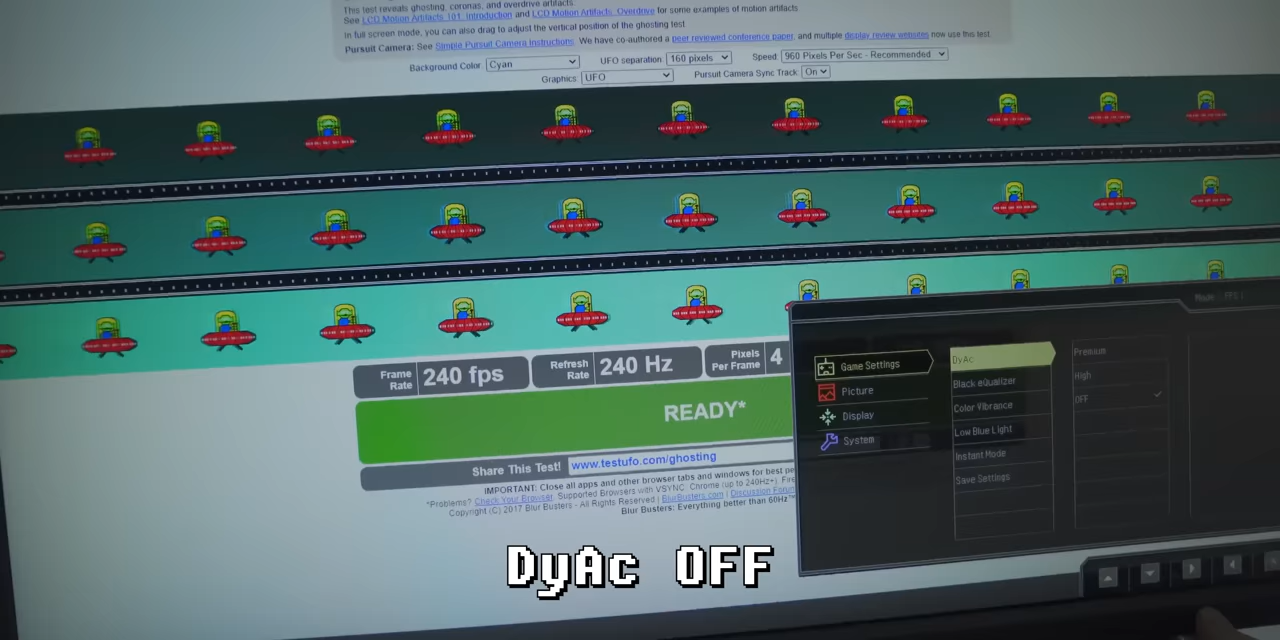 This test reveals ghosting, coronas, and overdrive artifacts.
See LCD Motion Artifacts 101: Introduction and LCD Motion Artifacts: Overdrive for some examples of motion artifacts
In full screen mode, you can also drag to adjust the vertical position of the ghosting test
Pursuit Camera: See Simple Pursuit Camera Instructions. We have co-authored a peer reviewed conference paper, and multiple display review websites now use this test.
Background Color: Cyan UFO separation: 160 pixels Speed: 960 Pixels Per Sec - Recommended
Graphics: UFO Pursuit Camera Sync Track: On
Frame Rate 240 fps Refresh Rate 240 Hz Pixels Per Frame 4
READY*
Share This Test! www.testufo.com/ghosting
IMPORTANT: Close all apps and other browser tabs and windows for best
*Problems? Check Your Browser. Supported Browsers with VSYNC: Chrome (up to 240Hz+),
Copyright (C) 2017 Blur Busters - All Rights Reserved | BlurBusters.com | Discussion Forum
Blur Busters: Everything better than 60Hz™
Mode: FPS1
Game Settings
Picture
Display
System
DyAc
Black eQualizer
Color Vibrance
Low Blue Light
Instant Mode
Save Settings
Premium
High
OFF
DyAc OFF